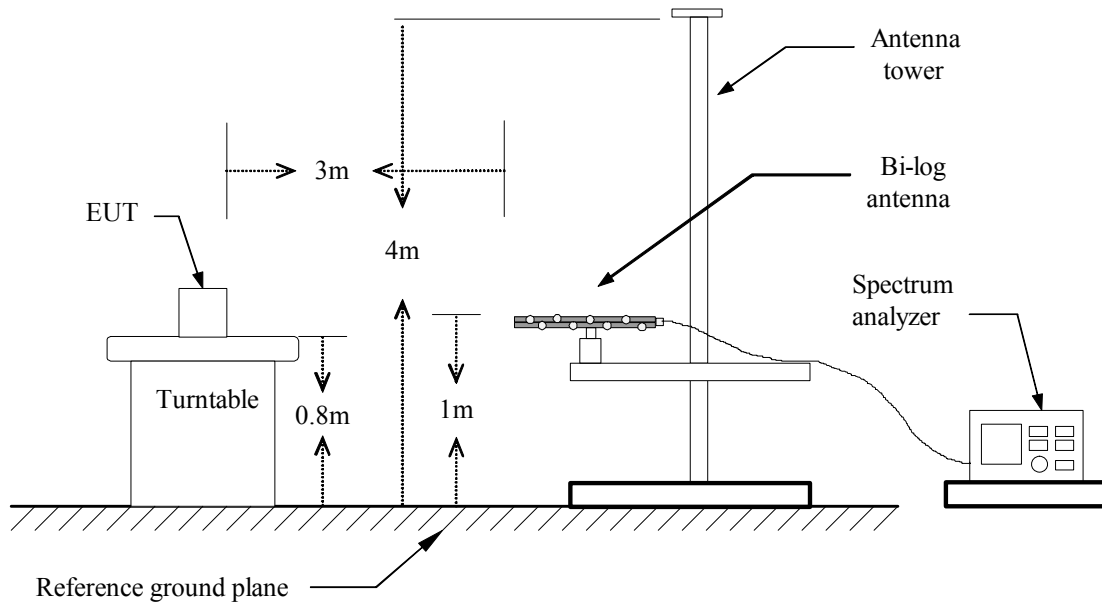 Antenna
tower
3m
Bi-log
antenna
EUT
4m
Spectrum
analyzer
Turntable
0.8m
1m
Reference ground plane